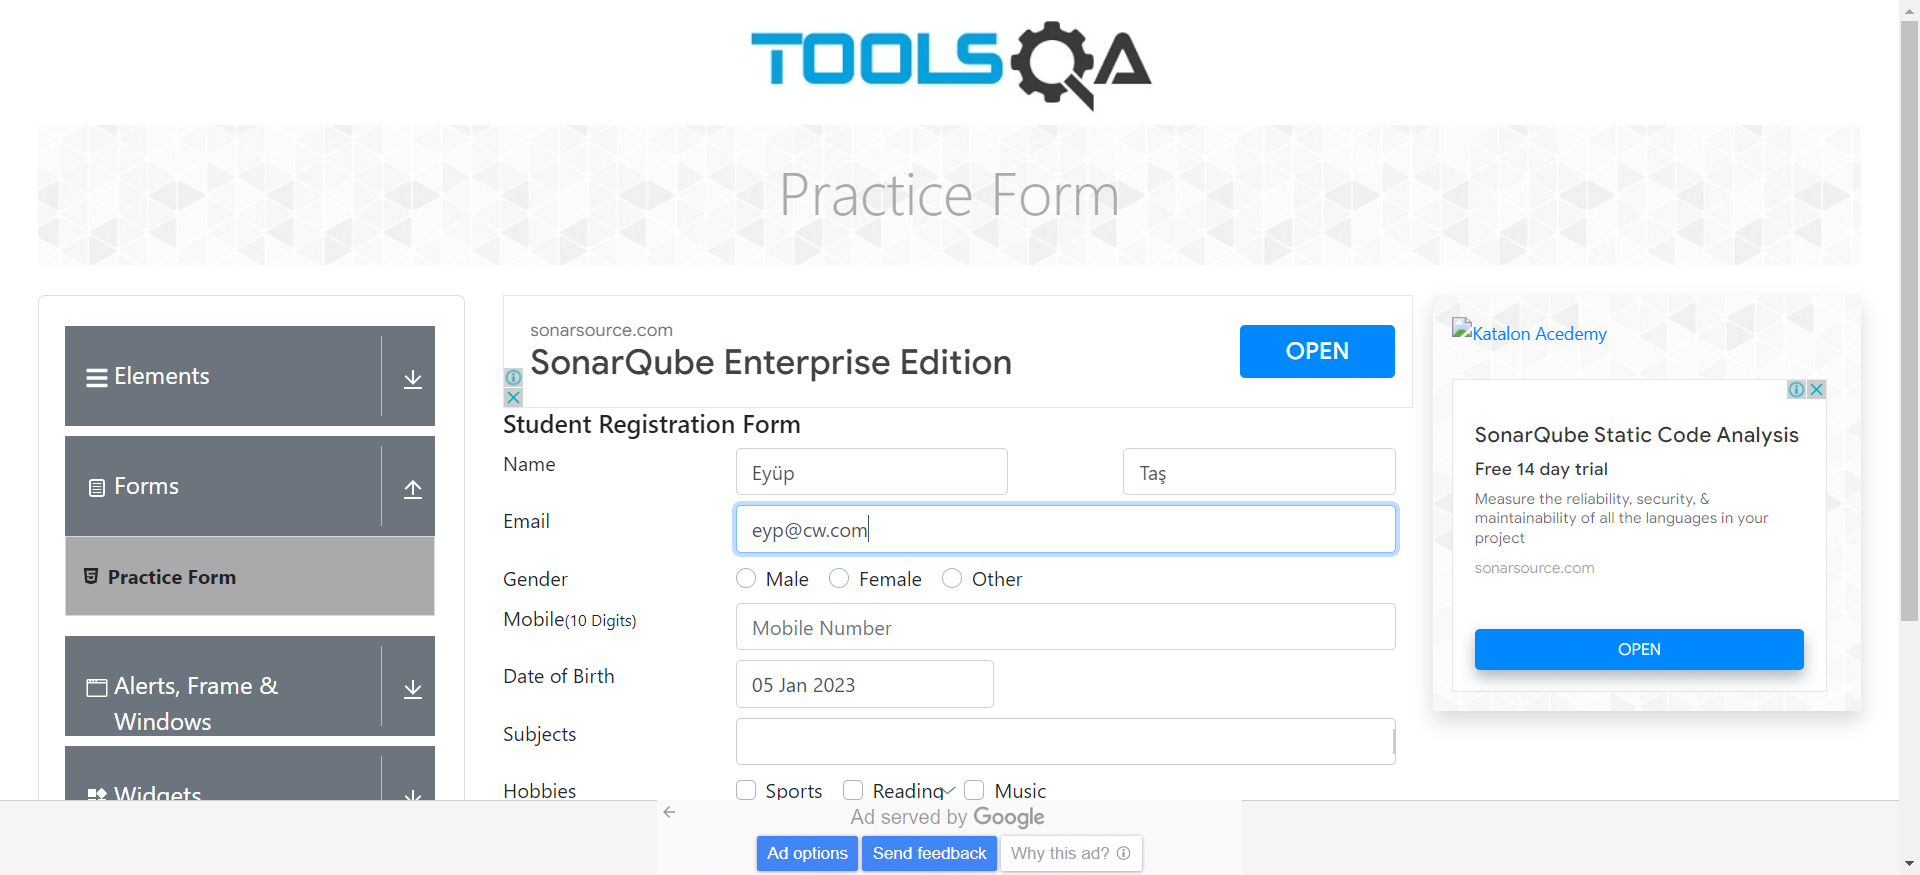 TOOLSQA
Practice Form
Elements
Forms
Practice Form
Alerts, Frame &
Windows
Widgets
sonarsource.com
SonarQube Enterprise Edition
OPEN
Student Registration Form
Name
Eyüp
Taş
Email
eyp@cw.com
Gender
Male
Female
Other
Mobile(10 Digits)
Mobile Number
Date of Birth
05 Jan 2023
Subjects
Hobbies
Sports
Reading
Music
Katalon Acedemy
SonarQube Static Code Analysis
Free 14 day trial
Measure the reliability, security, &
maintainability of all the languages in your
project
sonarsource.com
OPEN
Ad served by Google
Ad options
Send feedback
Why this ad?